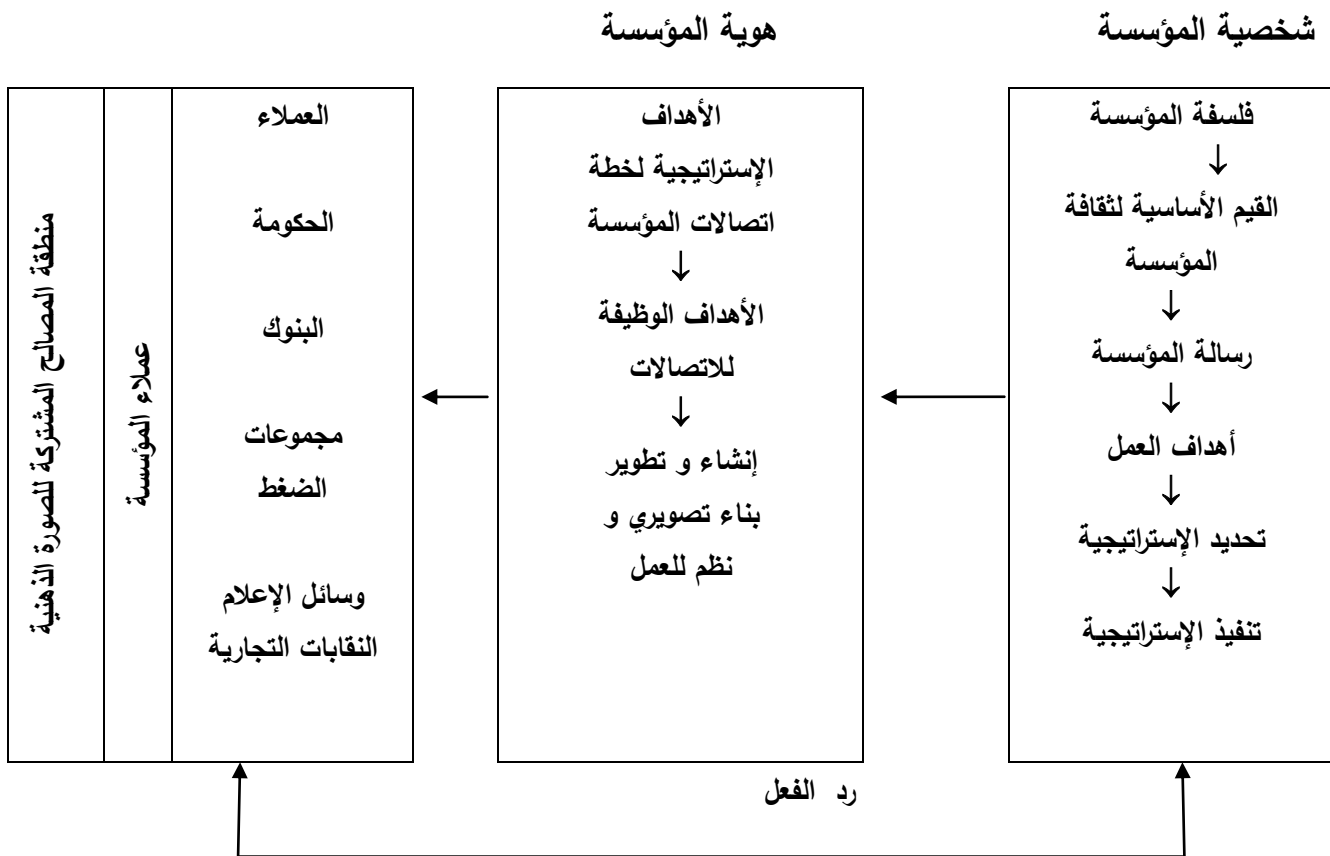 شخصية المؤسسة
هوية المؤسسة
فلسفة المؤسسة
↓
القيم الأساسية لثقافة
المؤسسة
↓
رسالة المؤسسة
↓
أهداف العمل
↓
تحديد الإستراتيجية
↓
تنفيذ الإستراتيجية
الأهداف
الإستراتيجية لخطة
اتصالات المؤسسة
↓
الأهداف الوظيفة
للاتصالات
↓
إنشاء و تطوير
بناء تصويري و
نظم للعمل
العملاء
الحكومة
البنوك
مجموعات
الضغط
وسائل الإعلام
النقابات التجارية
عملاء المؤسسة
منطقة المصالح المشتركة للصورة الذهنية
رد الفعل